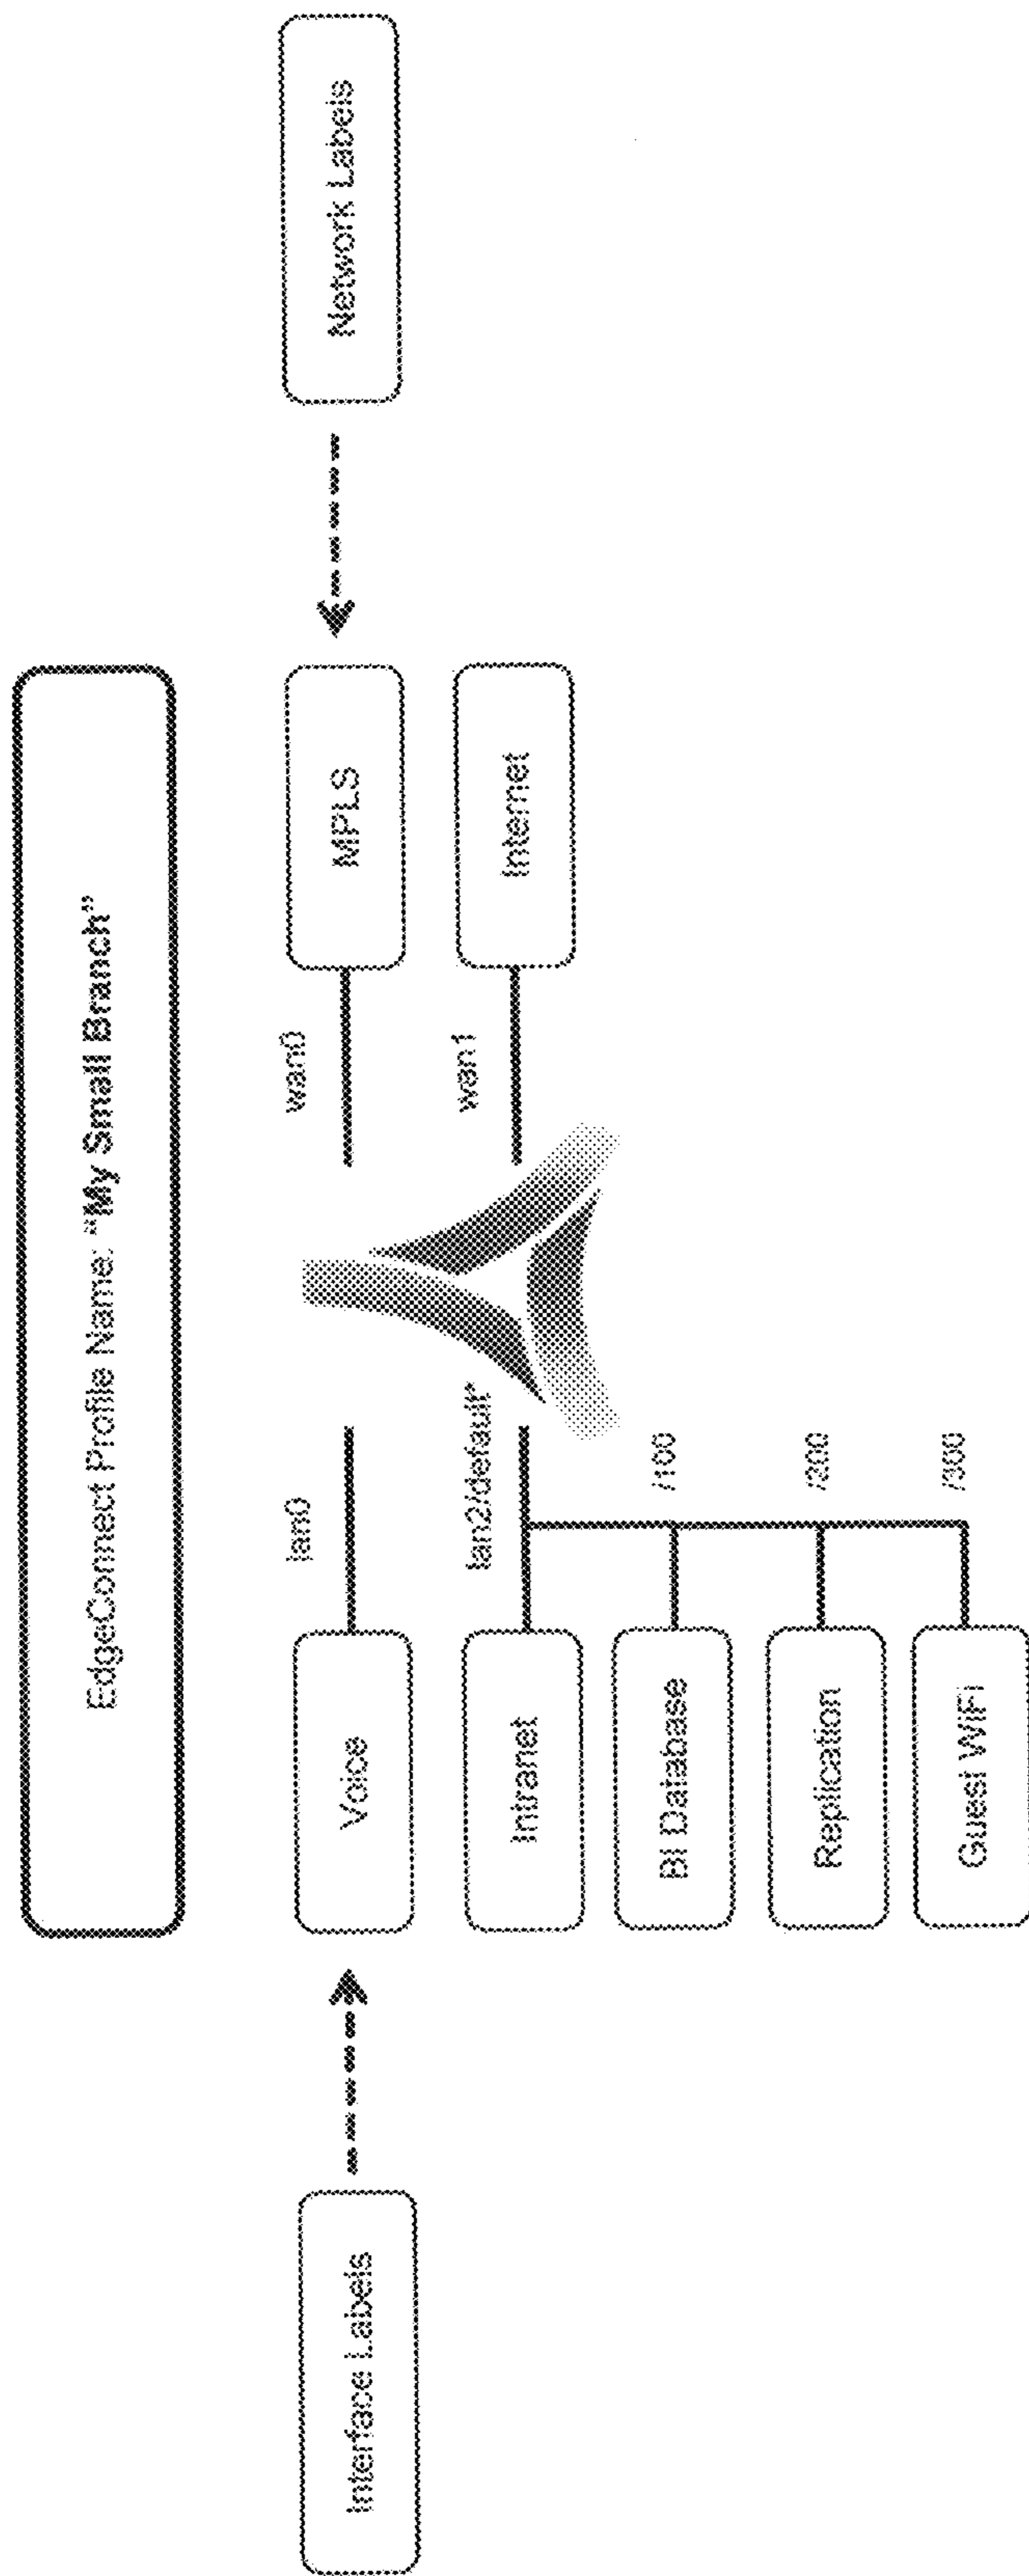 EdgeConnect Profile Name: "My Small Branch"
Interface Labels
Voice
lan0
wan0
MPLS
Network Labels
Intranet
lan2/default*
wan1
Internet
BI Database
/100
Replication
/200
Guest WiFi
/300